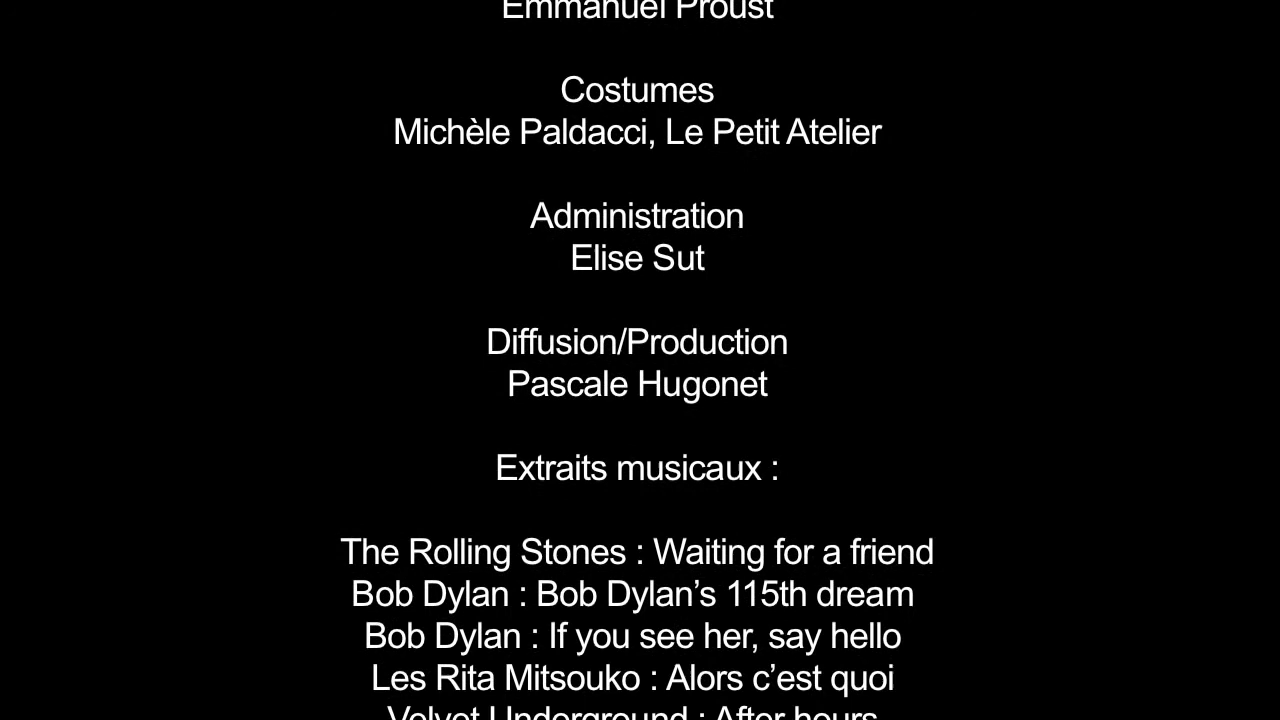 Emmanuel Proust
Costumes
Michèle Paldacci, Le Petit Atelier
Administration
Elise Sut
Diffusion/Production
Pascale Hugonet
Extraits musicaux :
The Rolling Stones : Waiting for a friend
Bob Dylan : Bob Dylan’s 115th dream
Bob Dylan : If you see her, say hello
Les Rita Mitsouko : Alors c’est quoi
Velvet Underground : After hours